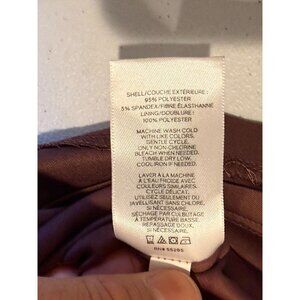 SHELL/COUCHE EXTÉRIEURE:
95% POLYESTER
5% SPANDEX/FIBRE ÉLASTHANNE
LINING/DOUBLURE:
100% POLYESTER
MACHINE WASH COLD
WITH LIKE COLORS,
GENTLE CYCLE,
ONLY NON-CHLORINE
BLEACH WHEN NEEDED.
TUMBLE DRY LOW,
COOL IRON IF NEEDED.
LAVER À LA MACHINE
À L'EAU FROIDE AVEC
COULEURS SIMILAIRES,
CYCLE DÉLICAT,
UTILISEZ SEULEMENT DU
JAVELLISANT SANS CHLORE
SI NÉCESSAIRE.
SÉCHAGE PAR CULBUTAGE
À TEMPÉRATURE BASSE.
REPASSAGE DOUX,
SI NÉCESSAIRE.
RN# 55285